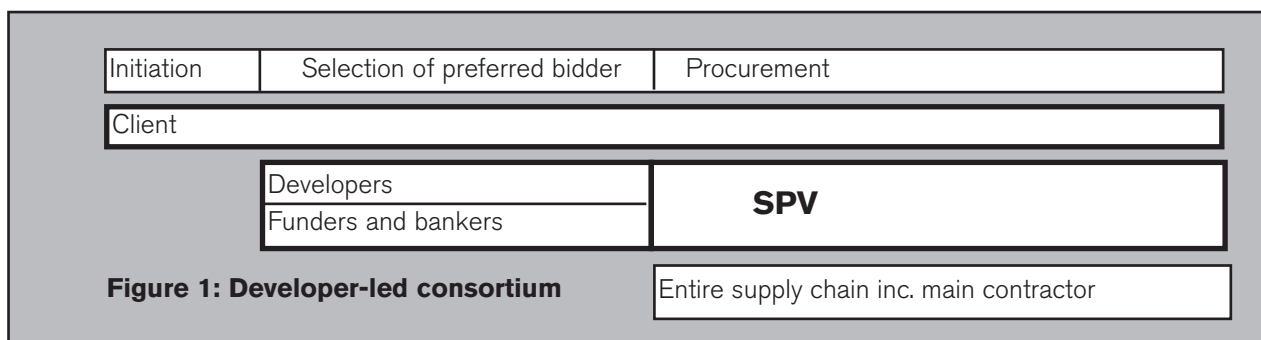 Initiation
Selection of preferred bidder
Procurement
Client
Developers
Funders and bankers
SPV
Figure 1: Developer-led consortium
Entire supply chain inc. main contractor